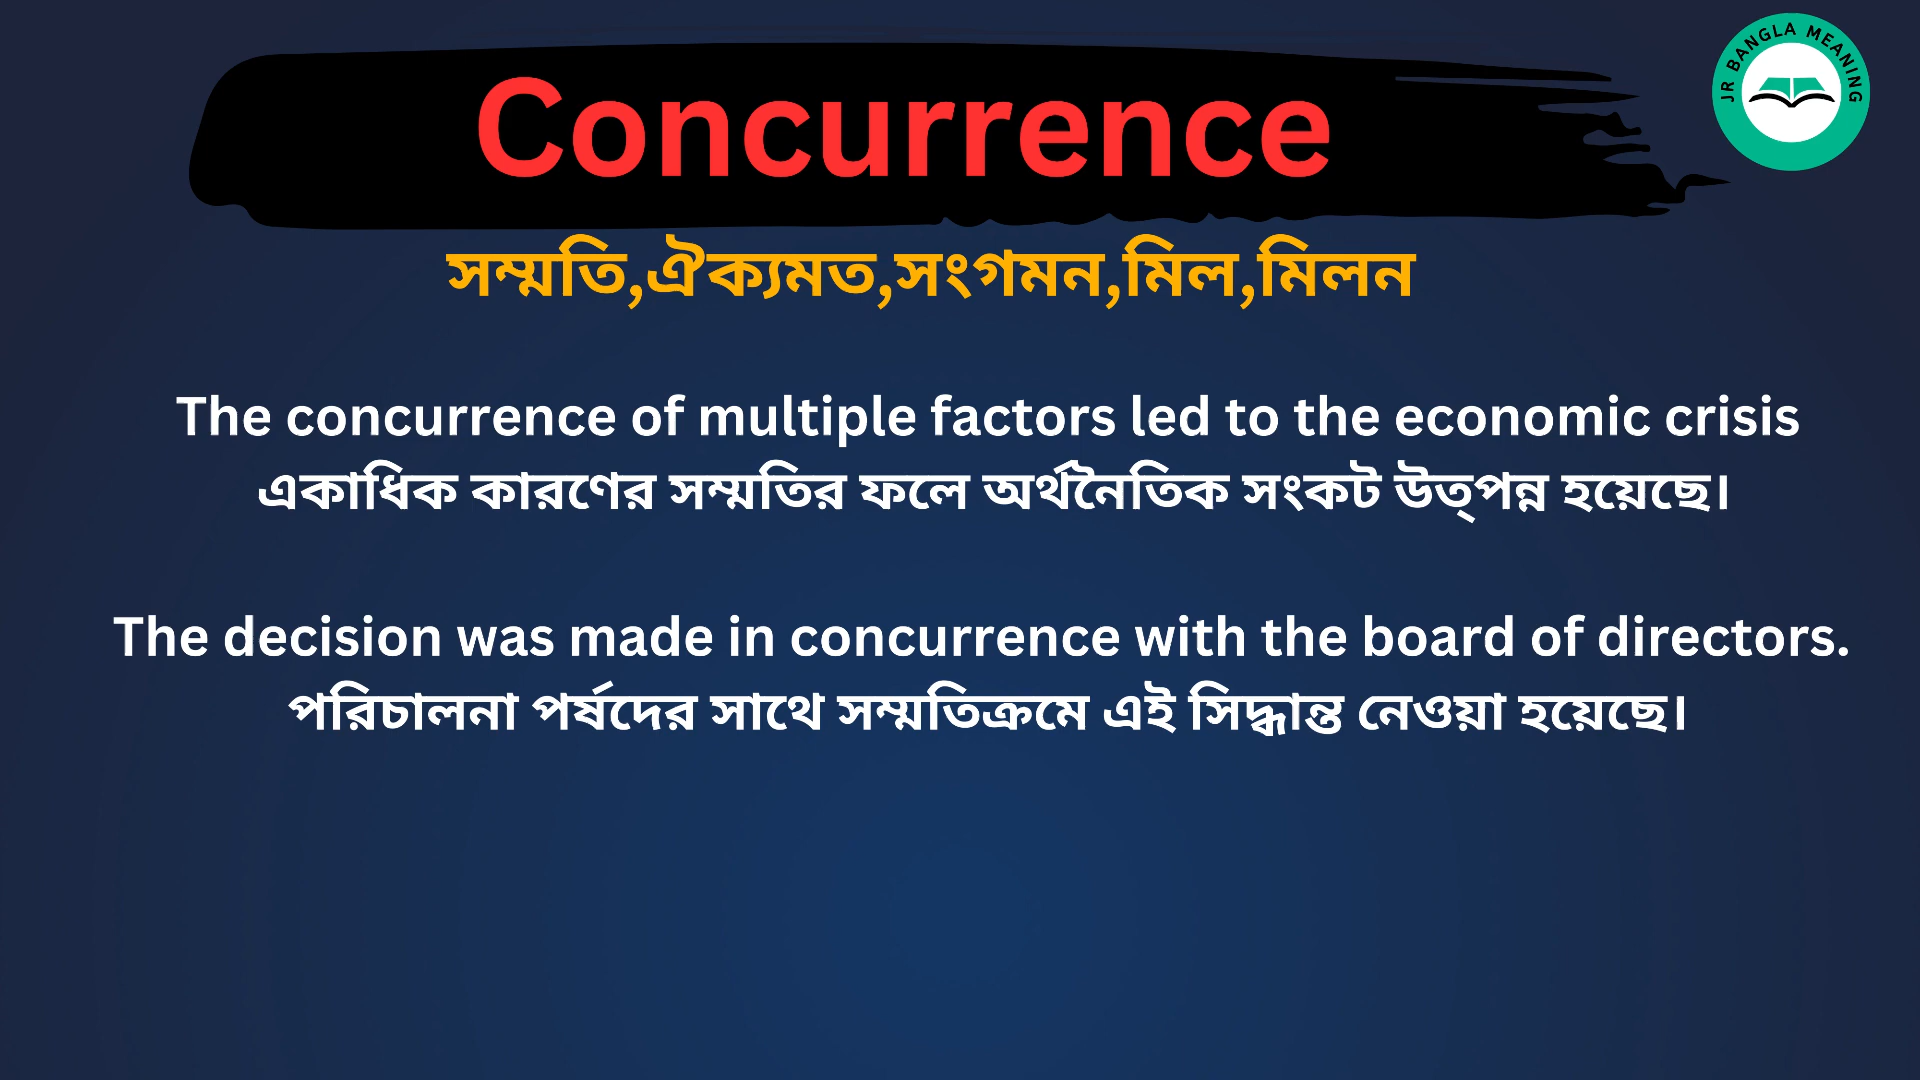 JR BANGLA MEANING
Concurrence
সম্মতি,ঐক্যমত,সংগমন,মিল,মিলন
The concurrence of multiple factors led to the economic crisis
একাধিক কারণের সম্মতির ফলে অর্থনৈতিক সংকট উত্পন্ন হয়েছে।
The decision was made in concurrence with the board of directors.
পরিচালনা পর্ষদের সাথে সম্মতিক্রমে এই সিদ্ধান্ত নেওয়া হয়েছে।